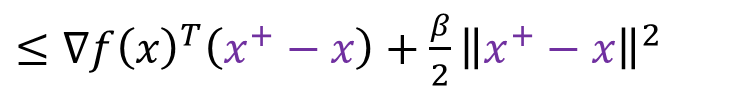 ≤ ∇f(x)ᵀ(x⁺ − x) + β/2 ‖x⁺ − x‖²